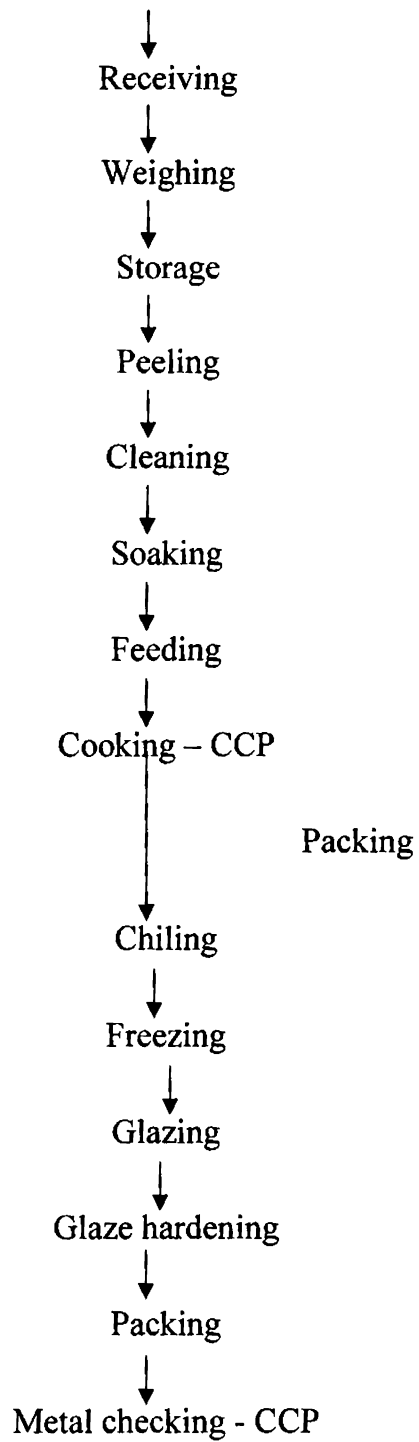 Receiving
Weighing
Storage
Peeling
Cleaning
Soaking
Feeding
Cooking – CCP
Packing
Chiling
Freezing
Glazing
Glaze hardening
Packing
Metal checking - CCP